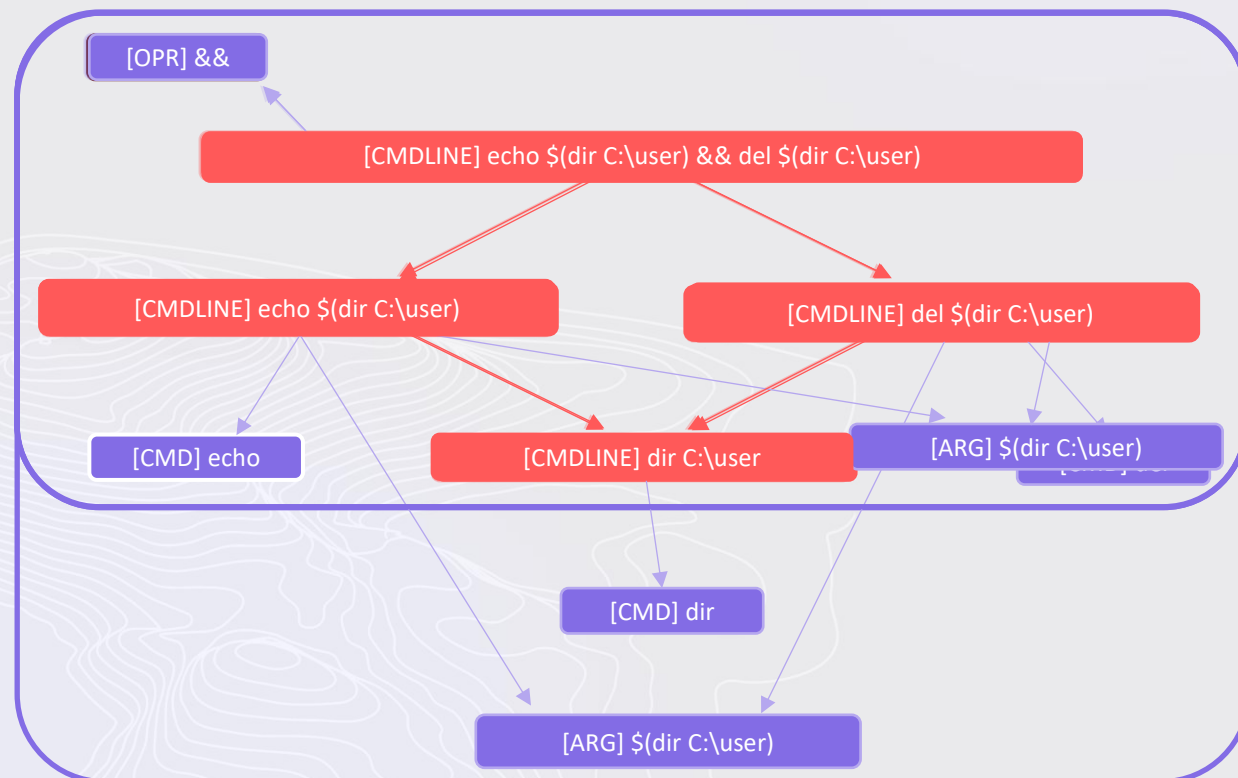 [OPR] &&
[CMDLINE] echo $(dir C:\user) && del $(dir C:\user)
[CMDLINE] echo $(dir C:\user)
[CMDLINE] del $(dir C:\user)
[CMD] echo
[CMDLINE] dir C:\user
[ARG] $(dir C:\user)
[CMD] dir
[ARG] $(dir C:\user)